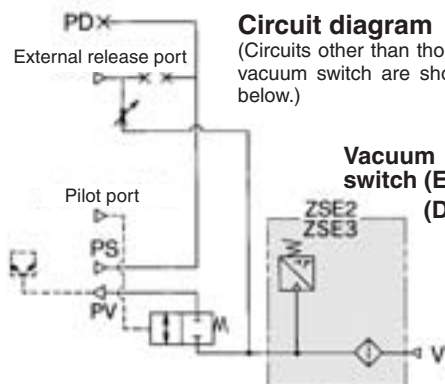 PD
Circuit diagram
(Circuits other than tho
vacuum switch are sho
below.)
External release port
Vacuum
switch (E
(D
Pilot port
ZSE2
ZSE3
PS
PV
V